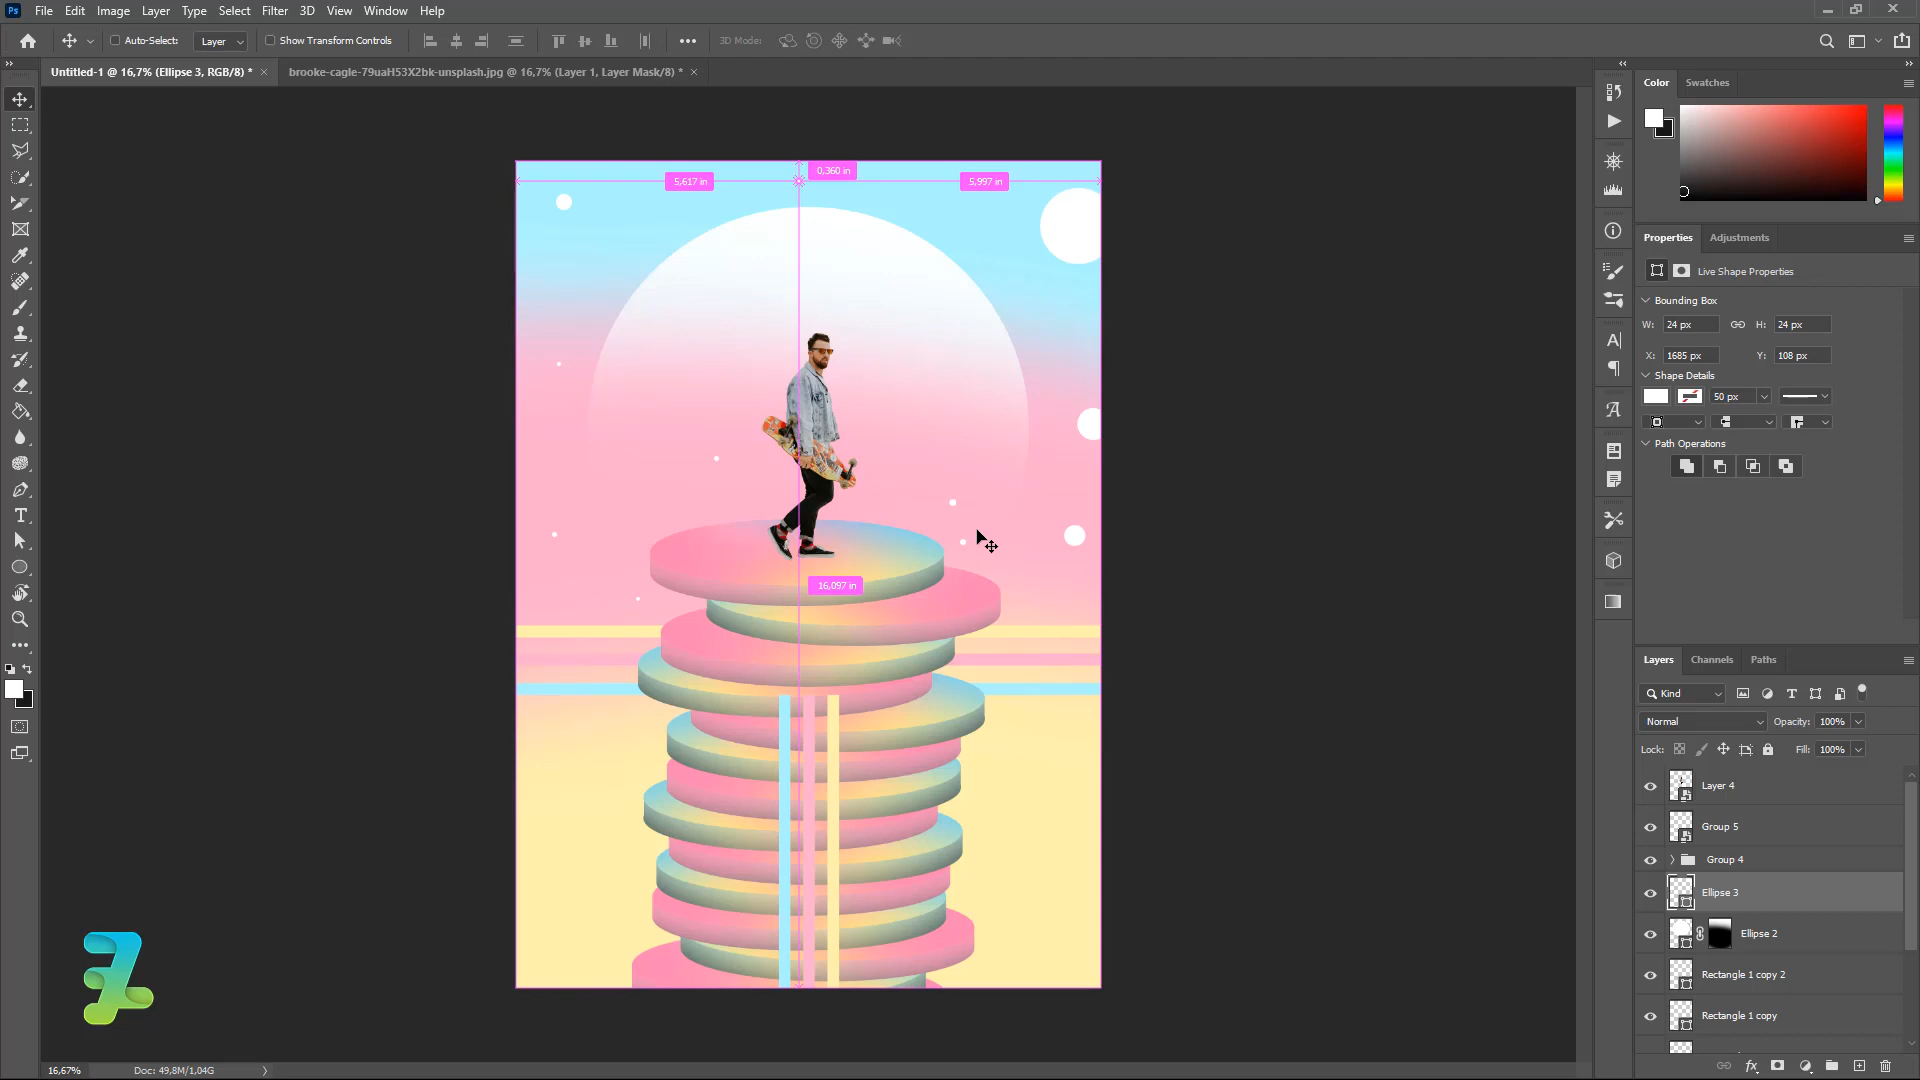 Ps File Edit Image Layer Type Select Filter 3D View Window Help
Auto-Select: Layer Show Transform Controls 3D Mode:
Untitled-1 @ 16,7% (Ellipse 3, RGB/8) * × brooke-cagle-79uaH53X2bk-unsplash.jpg @ 16,7% (Layer 1, Layer Mask/8) * ×
Color Swatches
0,360 in
5,617 in 5,997 in
Properties Adjustments
Live Shape Properties
Bounding Box
W: 24 px H: 24 px
X: 1685 px Y: 108 px
Shape Details
50 px
Path Operations
16,097 in
Layers Channels Paths
Kind
Normal Opacity: 100%
Lock: Fill: 100%
Layer 4
Group 5
Group 4
Ellipse 3
Ellipse 2
Rectangle 1 copy 2
Rectangle 1 copy
16,67% Doc: 49,8M/1,04G